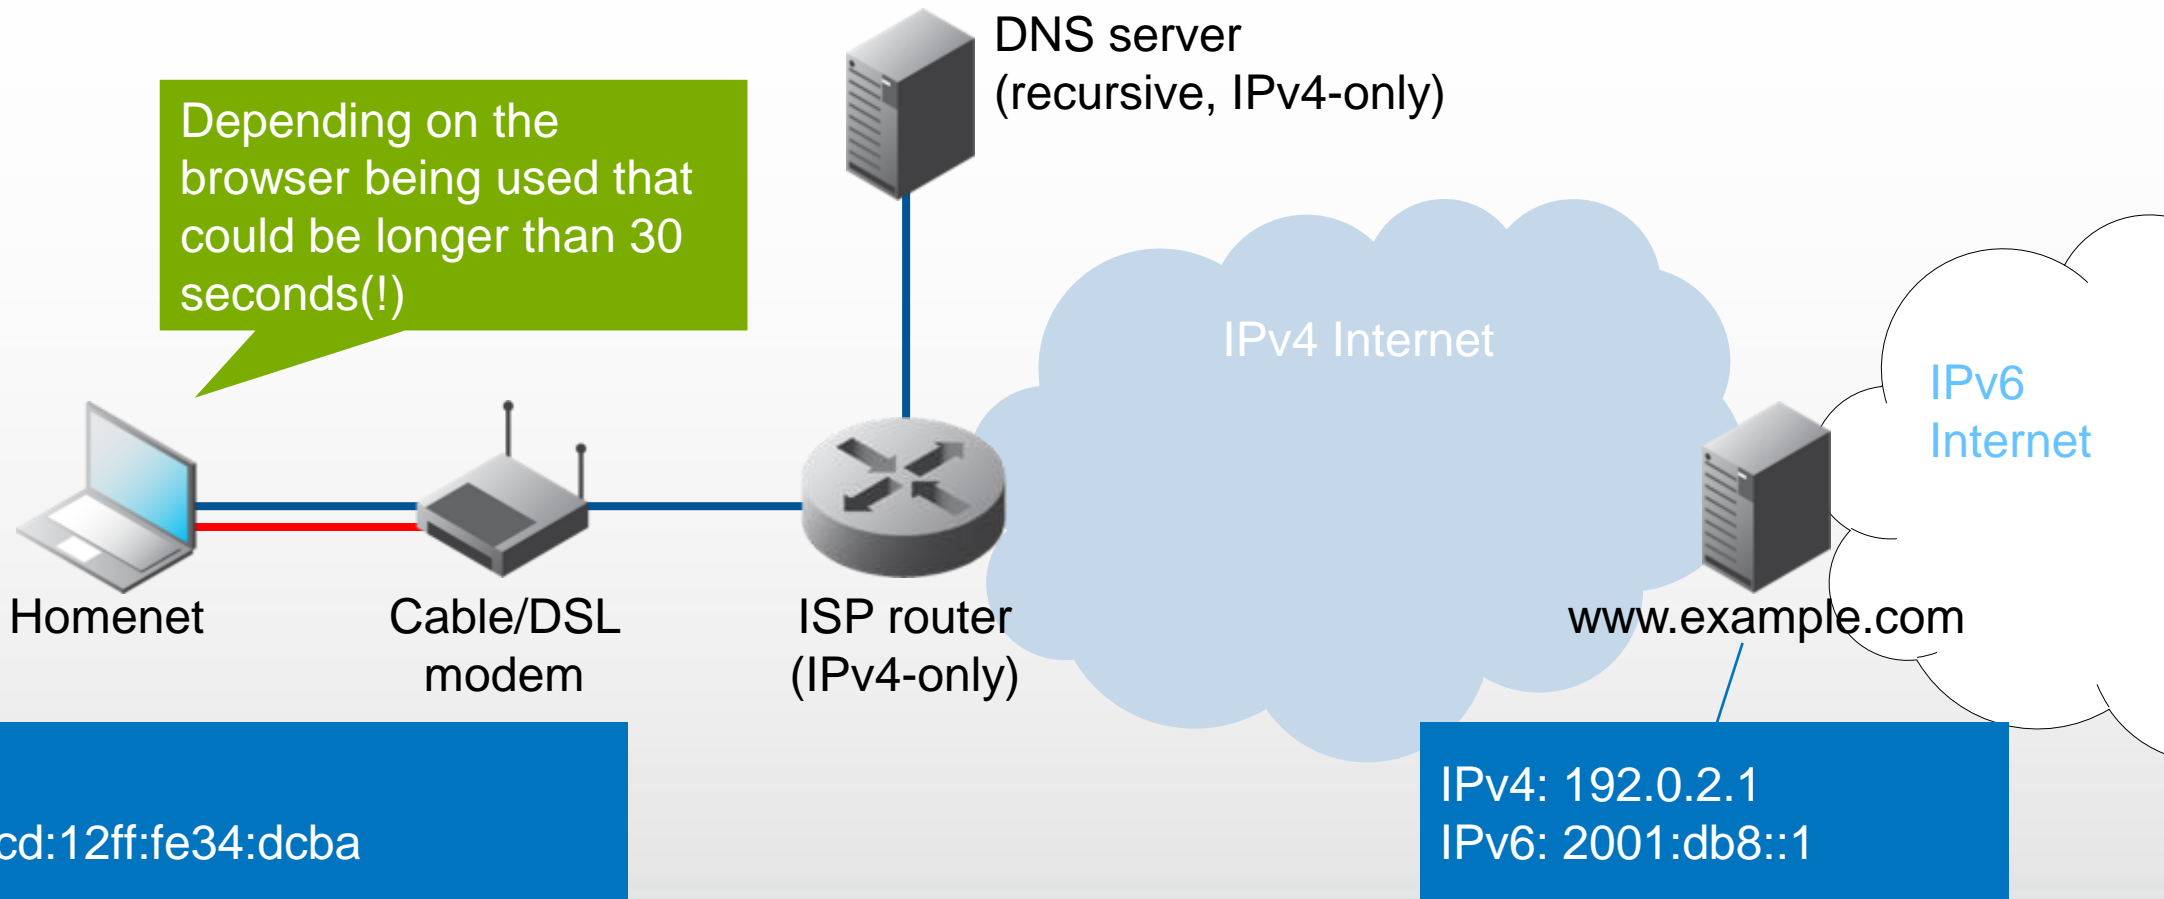 DNS server
(recursive, IPv4-only)
Depending on the
browser being used that
could be longer than 30
seconds(!)
IPv4 Internet
IPv6
Internet
Homenet
Cable/DSL
modem
ISP router
(IPv4-only)
www.example.com
cd:12ff:fe34:dcba
IPv4: 192.0.2.1
IPv6: 2001:db8::1